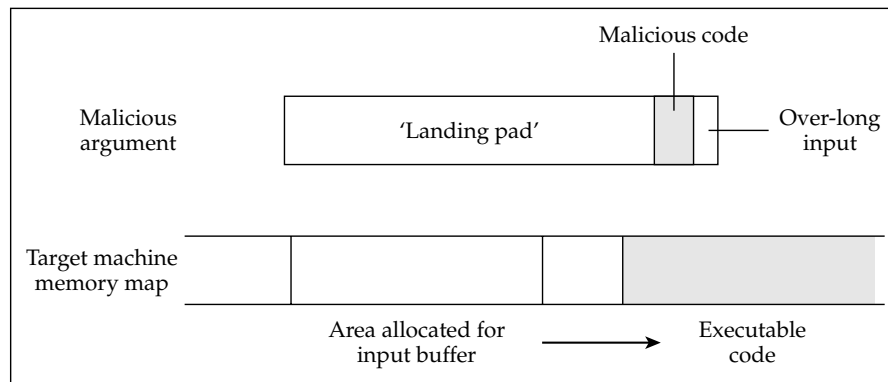 Malicious code
Malicious
argument
‘Landing pad’
Over-long
input
Target machine
memory map
Area allocated for
input buffer
Executable
code